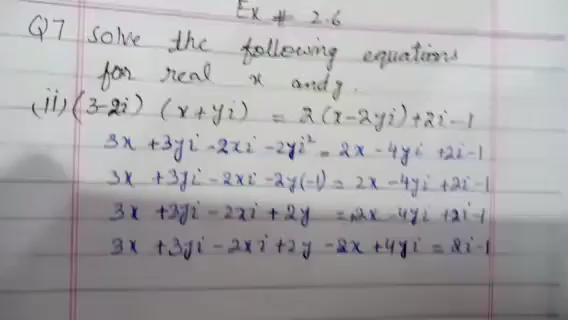 Ex # 2.6
Q7 solve the following equations
for real x and y.
(ii) (3-2i) (x+yi) = 2(x-2yi)+2i-1
3x +3yi -2xi -2yi² = 2x -4yi +2i-1
3x +3yi -2xi -2y(-1) = 2x -4yi +2i-1
3x +3yi -2xi +2y = 2x -4yi +2i-1
3x +3yi -2xi +2y -2x +4yi = 2i-1